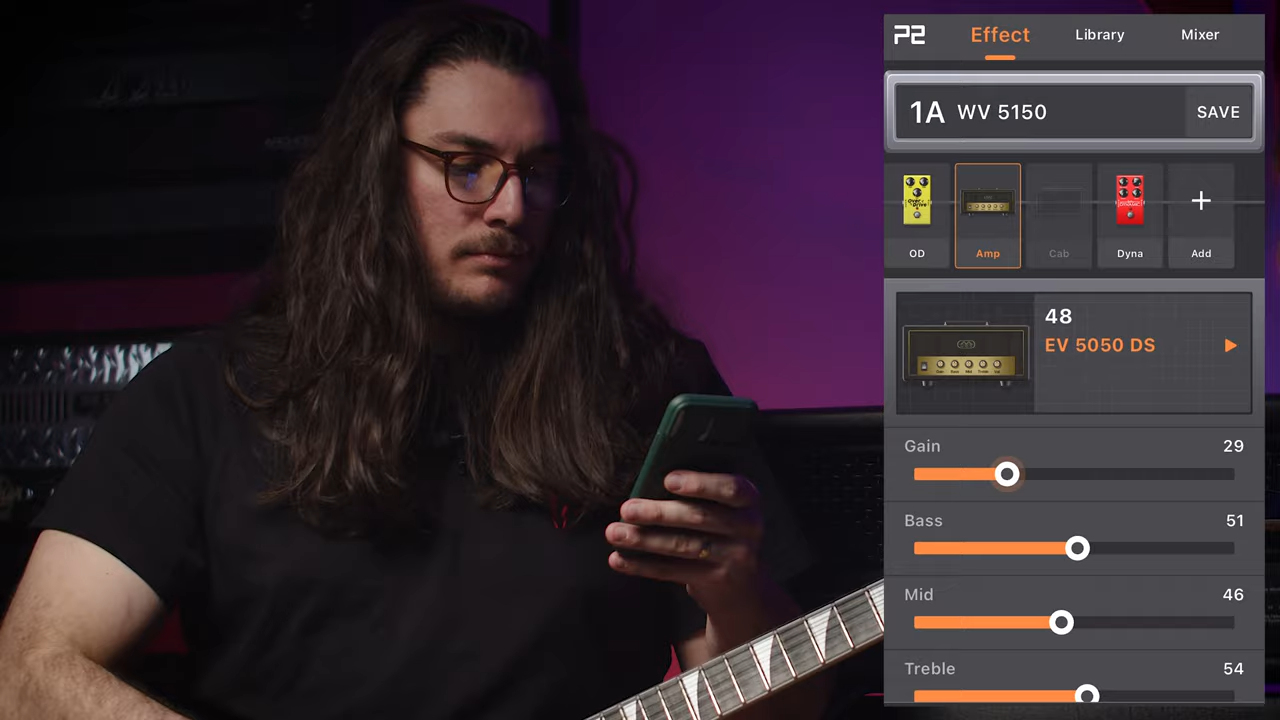 P2
Effect
Library
Mixer
1A WV 5150
SAVE
OD
Amp
Cab
Dyna
Add
48
EV 5050 DS
Gain 29
Bass 51
Mid 46
Treble 54